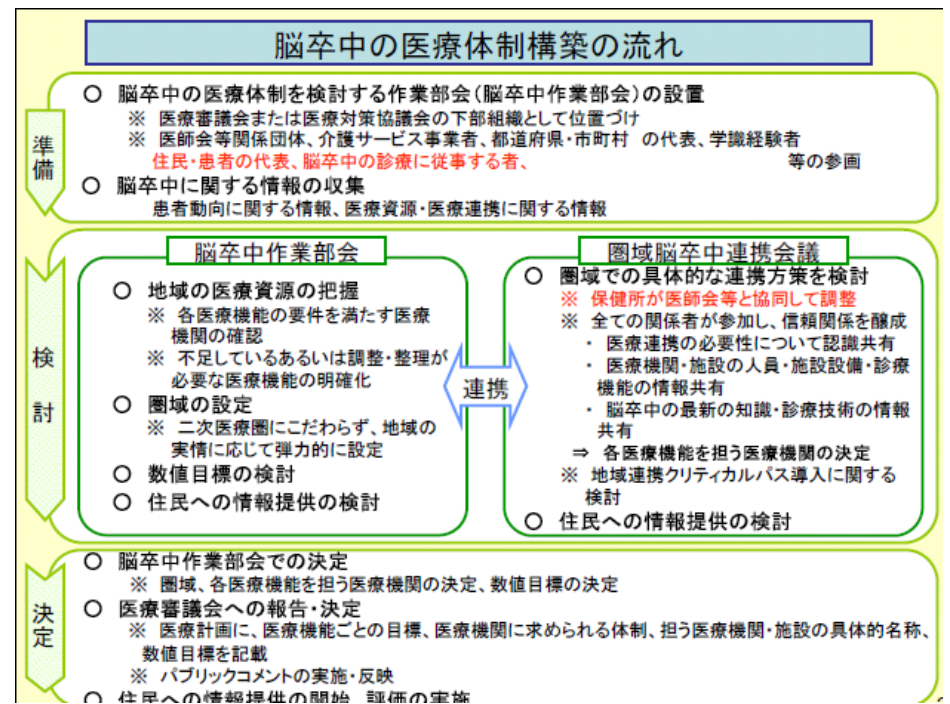 脳卒中の医療体制構築の流れ
準備
○ 脳卒中の医療体制を検討する作業部会(脳卒中作業部会)の設置
※ 医療審議会または医療対策協議会の下部組織として位置づけ
※ 医師会等関係団体、介護サービス事業者、都道府県・市町村 の代表、学識経験者
住民・患者の代表、脳卒中の診療に従事する者、 等の参画
○ 脳卒中に関する情報の収集
患者動向に関する情報、医療資源・医療連携に関する情報
検討
脳卒中作業部会
○ 地域の医療資源の把握
※ 各医療機能の要件を満たす医療
機関の確認
※ 不足しているあるいは調整・整理が
必要な医療機能の明確化
○ 圏域の設定
※ 二次医療圏にこだわらず、地域の
実情に応じて弾力的に設定
○ 数値目標の検討
○ 住民への情報提供の検討
連携
圏域脳卒中連携会議
○ 圏域での具体的な連携方策を検討
※ 保健所が医師会等と協同して調整
※ 全ての関係者が参加し、信頼関係を醸成
・ 医療連携の必要性について認識共有
・ 医療機関・施設の人員・施設設備・診療
機能の情報共有
・ 脳卒中の最新の知識・診療技術の情報
共有
⇒ 各医療機能を担う医療機関の決定
※ 地域連携クリティカルパス導入に関する
検討
○ 住民への情報提供の検討
決定
○ 脳卒中作業部会での決定
※ 圏域、各医療機能を担う医療機関の決定、数値目標の決定
○ 医療審議会への報告・決定
※ 医療計画に、医療機能ごとの目標、医療機関に求められる体制、担う医療機関・施設の具体的名称、
数値目標を記載
※ パブリックコメントの実施・反映
○ 住民への情報提供の開始、評価の実施